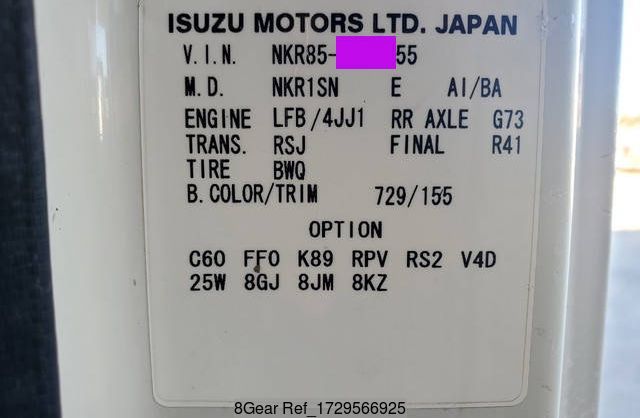 ISUZU MOTORS LTD. JAPAN
V.I.N. NKR85- 55
M.D. NKR1SN E AI/BA
ENGINE LFB/4JJ1 RR AXLE G73
TRANS. RSJ FINAL R41
TIRE BWQ
B.COLOR/TRIM 729/155
OPTION
C60 FF0 K89 RPV RS2 V4D
25W 8GJ 8JM 8KZ
8Gear Ref_1729566925